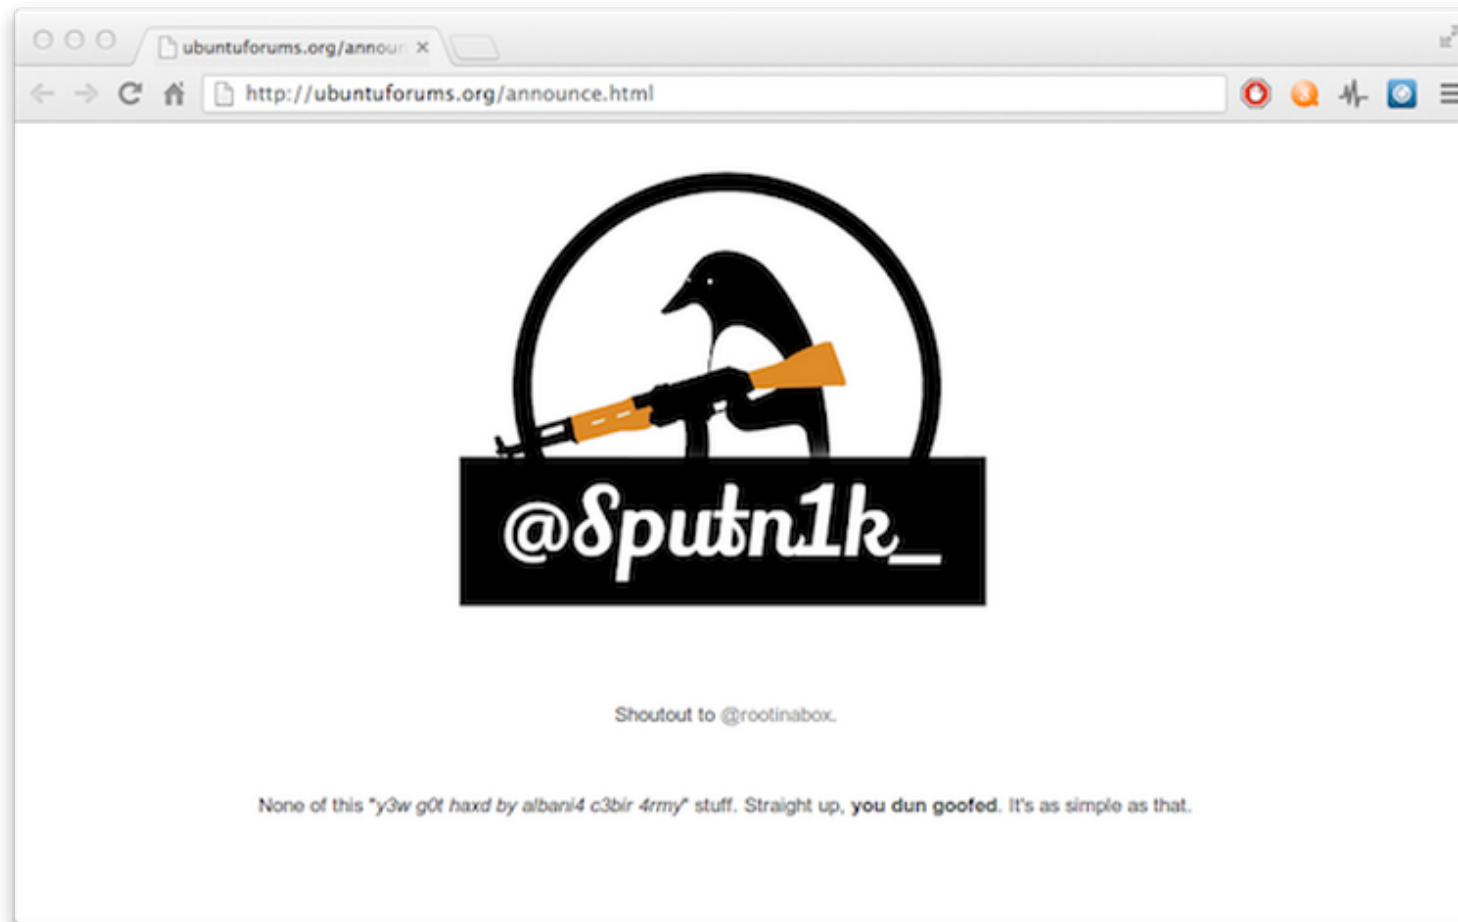 ubuntuforums.org/announ
http://ubuntuforums.org/announce.html
@Sputn1k_
Shoutout to @rootinabox.
None of this "y3w g0t haxd by albani4 c3bir 4rmy" stuff. Straight up, you dun goofed. It's as simple as that.